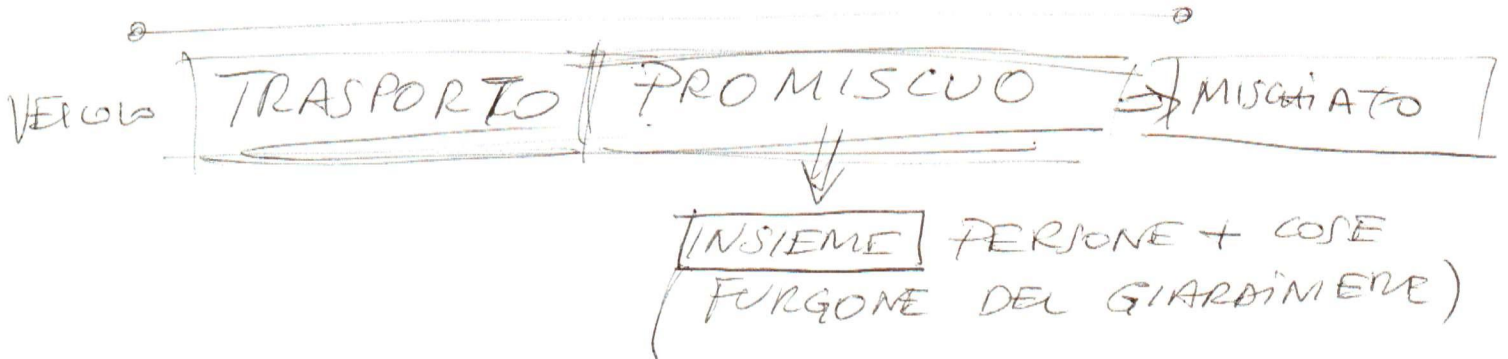 VEICOLO TRASPORTO PROMISCUO ⇒ MISCHIATO
INSIEME PERSONE + COSE
(FURGONE DEL GIARDINIERE)